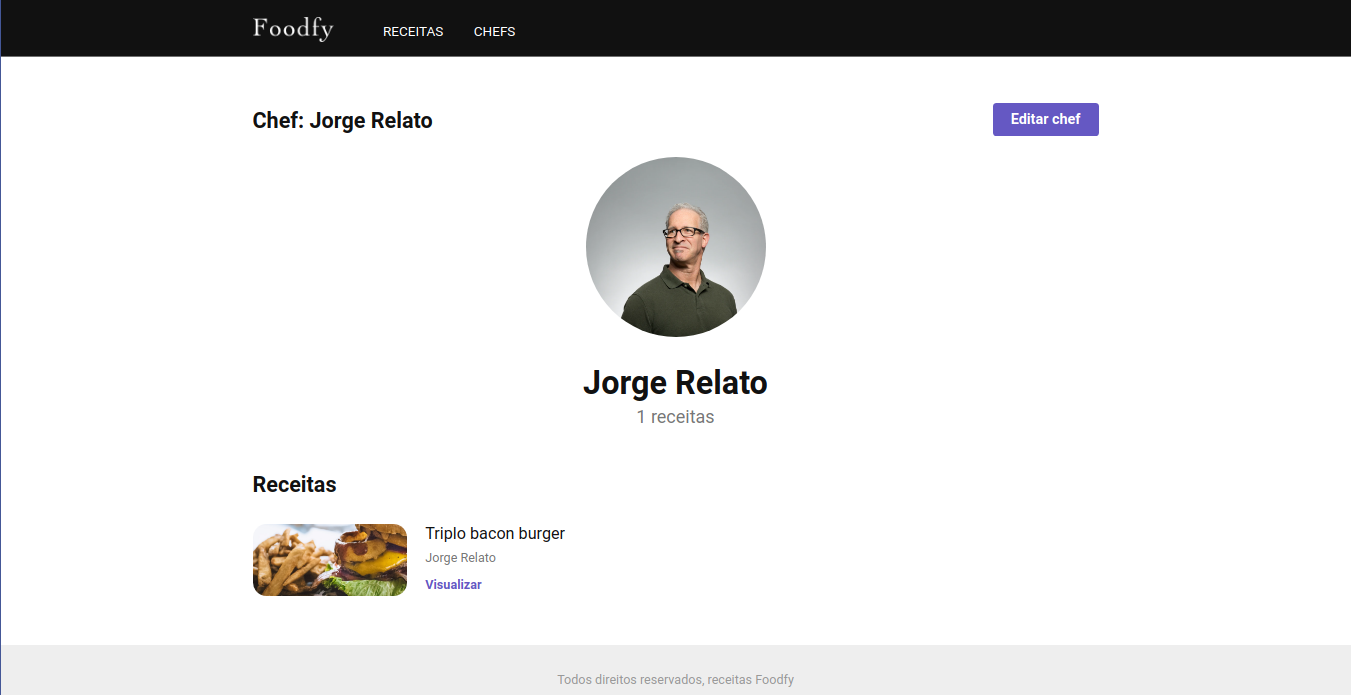 Foodfy RECEITAS CHEFS
Chef: Jorge Relato Editar chef
Jorge Relato
1 receitas
Receitas
Triplo bacon burger
Jorge Relato
Visualizar
Todos direitos reservados, receitas Foodfy